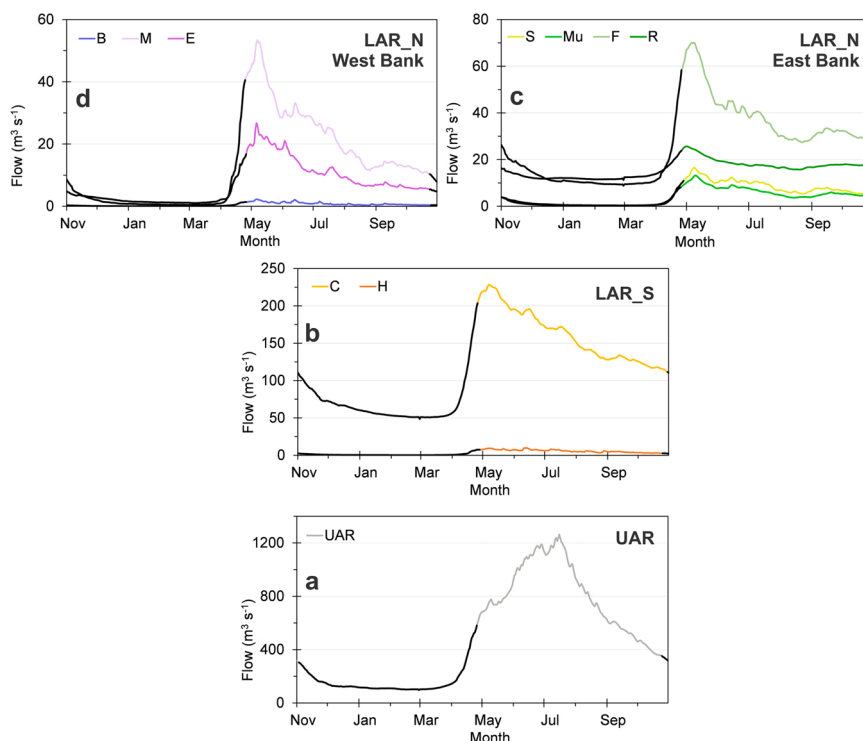 B M E
LAR_N
West Bank
d
Flow (m³ s⁻¹)
60
40
20
0
Nov Jan Mar May Jul Sep
Month
S Mu F R
LAR_N
East Bank
c
Flow (m³ s⁻¹)
80
60
40
20
0
Nov Jan Mar May Jul Sep
Month
C H
LAR_S
b
Flow (m³ s⁻¹)
250
200
150
100
50
0
Nov Jan Mar May Jul Sep
Month
UAR
UAR
a
Flow (m³ s⁻¹)
1200
800
400
0
Nov Jan Mar May Jul Sep
Month